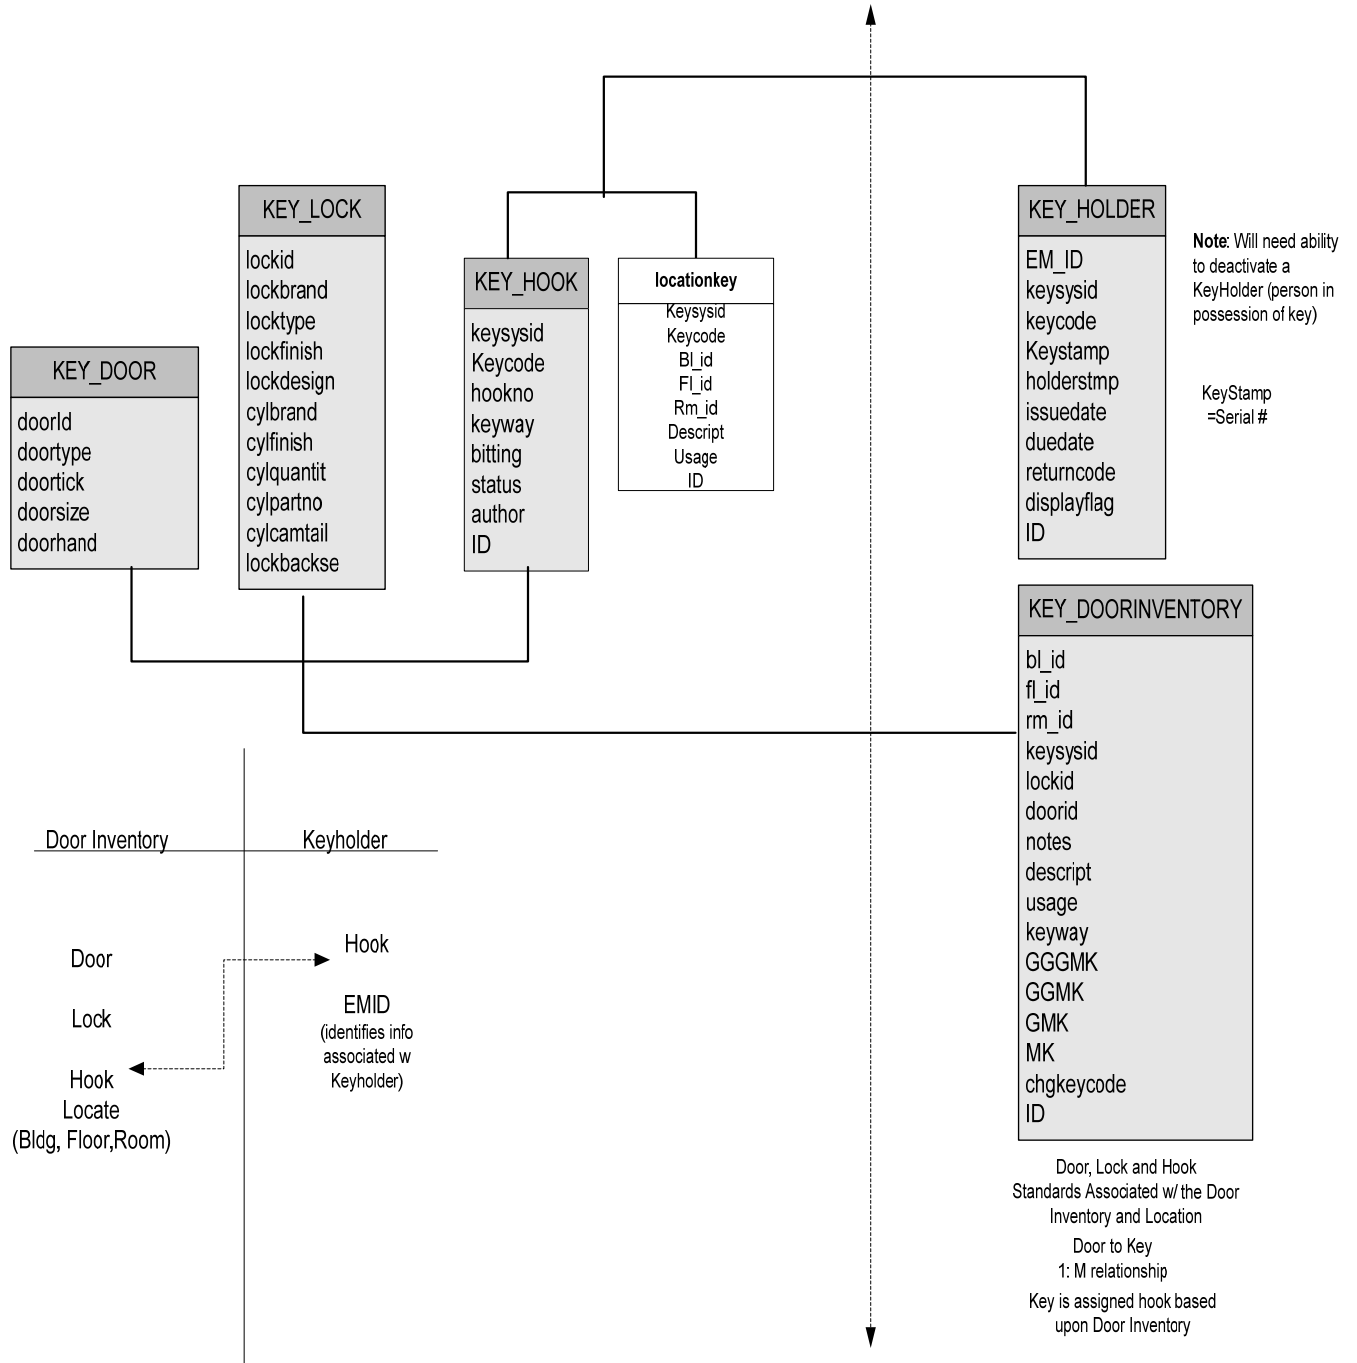 KEY_DOOR
doorId
doortype
doortick
doorsize
doorhand
KEY_LOCK
lockid
lockbrand
locktype
lockfinish
lockdesign
cylbrand
cylfinish
cylquantit
cylpartno
cylcamtail
lockbackse
KEY_HOOK
keysysid
Keycode
hookno
keyway
bitting
status
author
ID
locationkey
Keysysid
Keycode
Bl_id
Fl_id
Rm_id
Descript
Usage
ID
KEY_HOLDER
EM_ID
keysysid
keycode
Keystamp
holderstmp
issuedate
duedate
returncode
displayflag
ID
Note: Will need ability
to deactivate a
KeyHolder (person in
possession of key)
KeyStamp
=Serial #
KEY_DOORINVENTORY
bl_id
fl_id
rm_id
keysysid
lockid
doorid
notes
descript
usage
keyway
GGGMK
GGMK
GMK
MK
chgkeycode
ID
Door, Lock and Hook
Standards Associated w/ the Door
Inventory and Location
Door to Key
1: M relationship
Key is assigned hook based
upon Door Inventory
Door Inventory
Door
Lock
Hook
Locate
(Bldg, Floor,Room)
Keyholder
Hook
EMID
(identifies info
associated w
Keyholder)